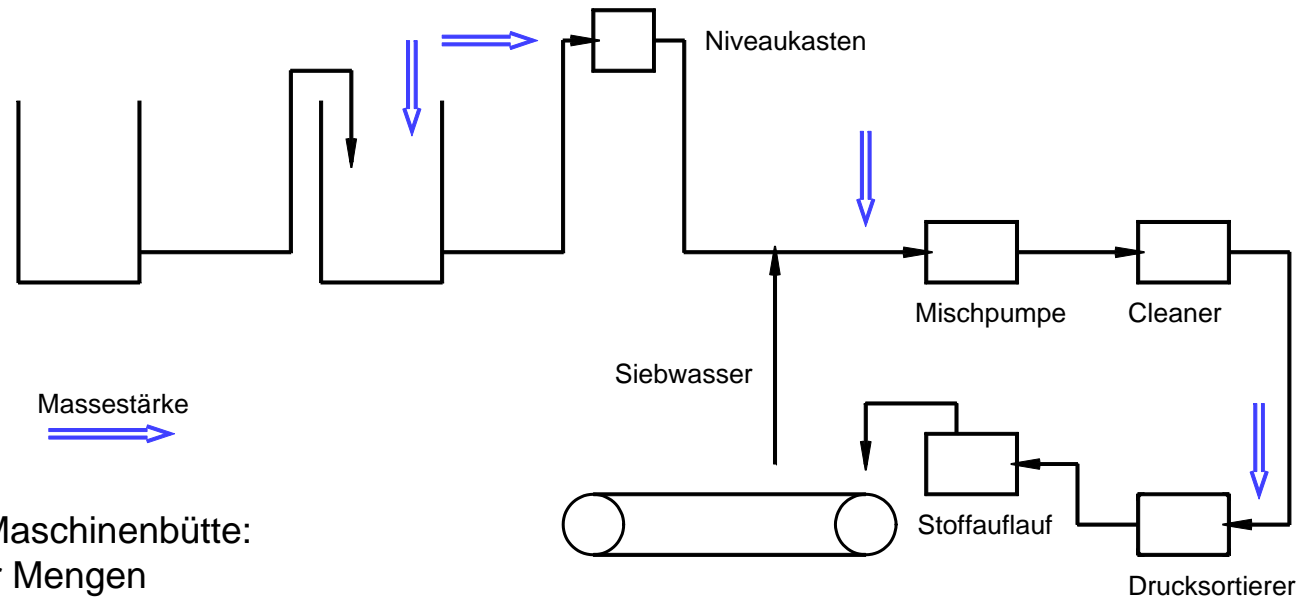 Niveaukasten
Mischpumpe
Cleaner
Siebwasser
Massestärke
Stoffauflauf
Maschinenbütte:
r Mengen
Drucksortierer